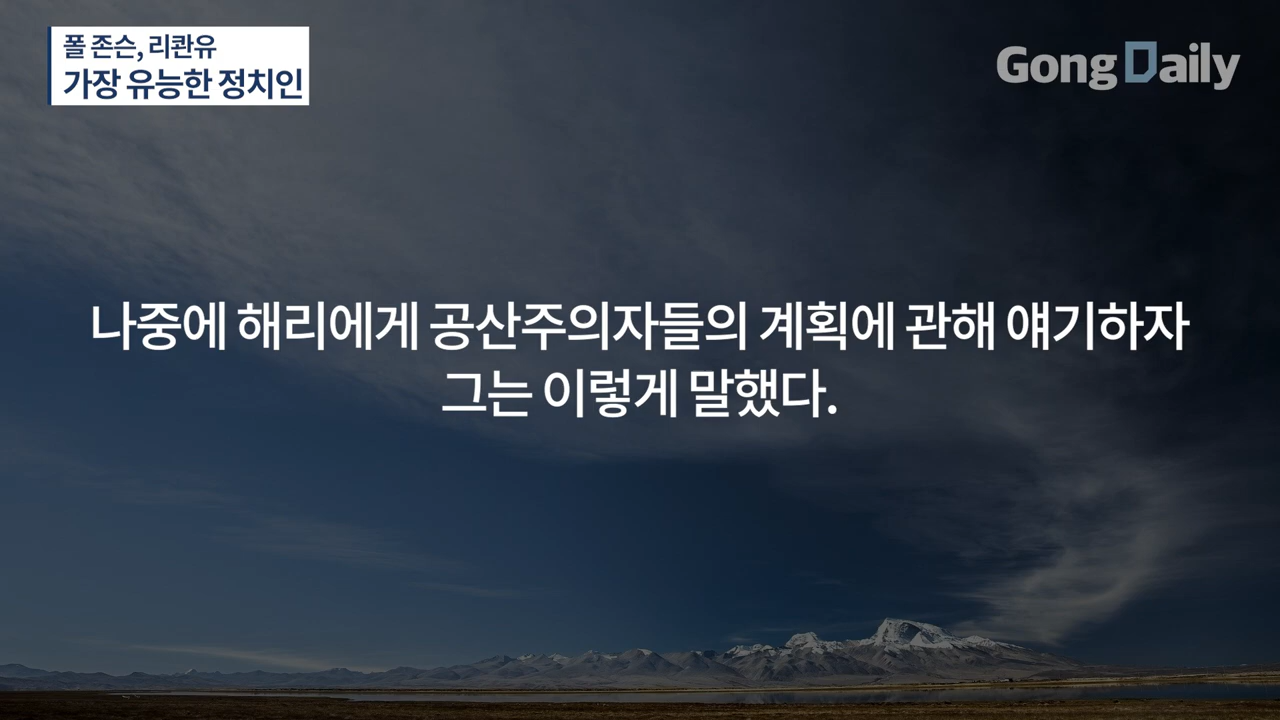 폴 존슨, 리콴유
가장 유능한 정치인
Gong Daily
나중에 해리에게 공산주의자들의 계획에 관해 얘기하자
그는 이렇게 말했다.